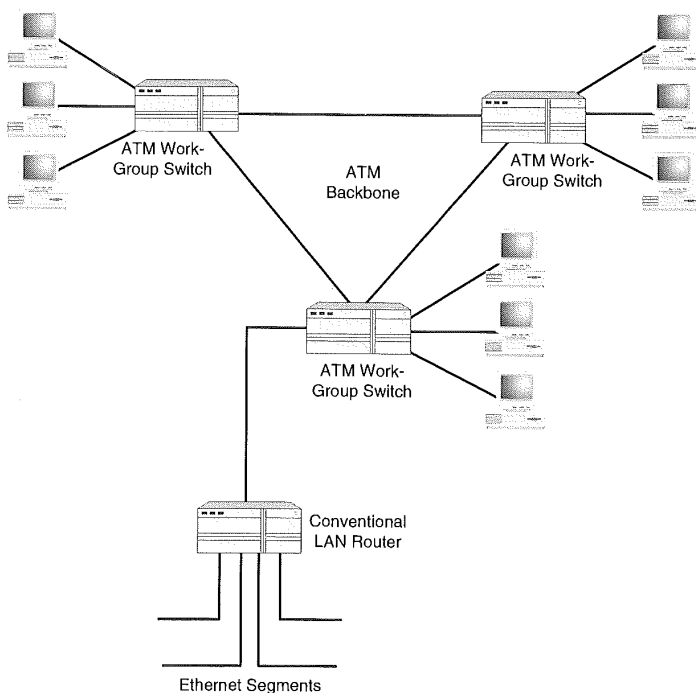 ATM Work-
Group Switch
ATM
Backbone
ATM Work-
Group Switch
ATM Work-
Group Switch
Conventional
LAN Router
Ethernet Segments